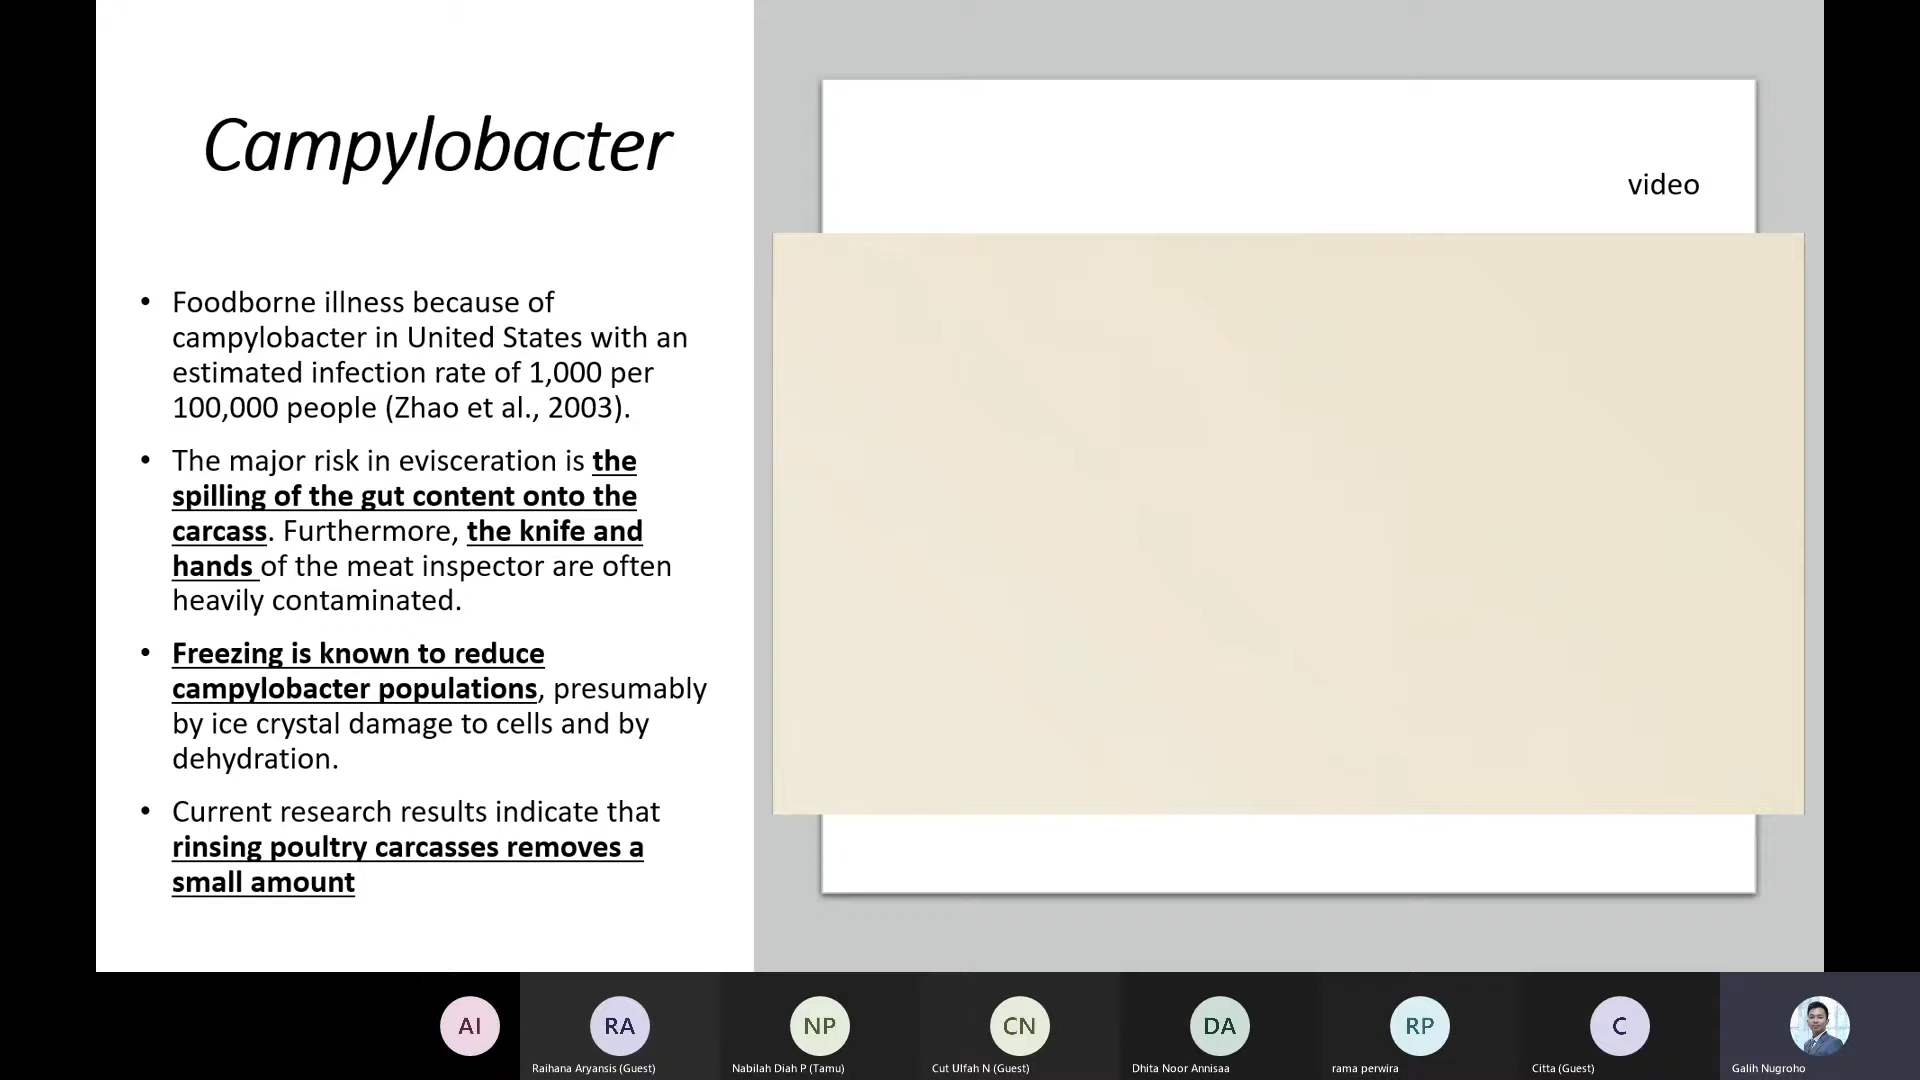 Campylobacter
• Foodborne illness because of
campylobacter in United States with an
estimated infection rate of 1,000 per
100,000 people (Zhao et al., 2003).
• The major risk in evisceration is the
spilling of the gut content onto the
carcass. Furthermore, the knife and
hands of the meat inspector are often
heavily contaminated.
• Freezing is known to reduce
campylobacter populations, presumably
by ice crystal damage to cells and by
dehydration.
• Current research results indicate that
rinsing poultry carcasses removes a
small amount
video
AI
RA
Raihana Aryansis (Guest)
NP
Nabilah Diah P (Tamu)
CN
Cut Ulfah N (Guest)
DA
Dhita Noor Annisaa
RP
rama perwira
C
Citta (Guest)
Galih Nugroho